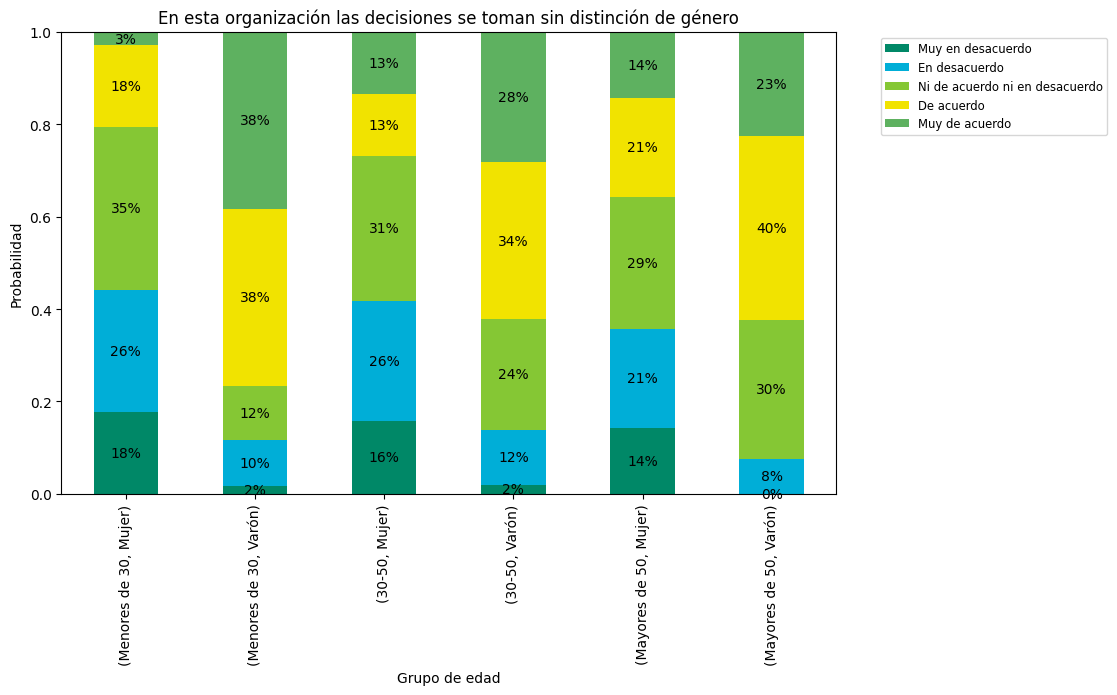 En esta organización las decisiones se toman sin distinción de género
Muy en desacuerdo
En desacuerdo
Ni de acuerdo ni en desacuerdo
De acuerdo
Muy de acuerdo
Probabilidad
1.0
0.8
0.6
0.4
0.2
0.0
3%
18%
35%
26%
18%
38%
38%
12%
10%
2%
13%
13%
31%
26%
16%
28%
34%
24%
12%
2%
14%
21%
29%
21%
14%
23%
40%
30%
8%
0%
(Menores de 30, Mujer)
(Menores de 30, Varón)
(30-50, Mujer)
(30-50, Varón)
(Mayores de 50, Mujer)
(Mayores de 50, Varón)
Grupo de edad